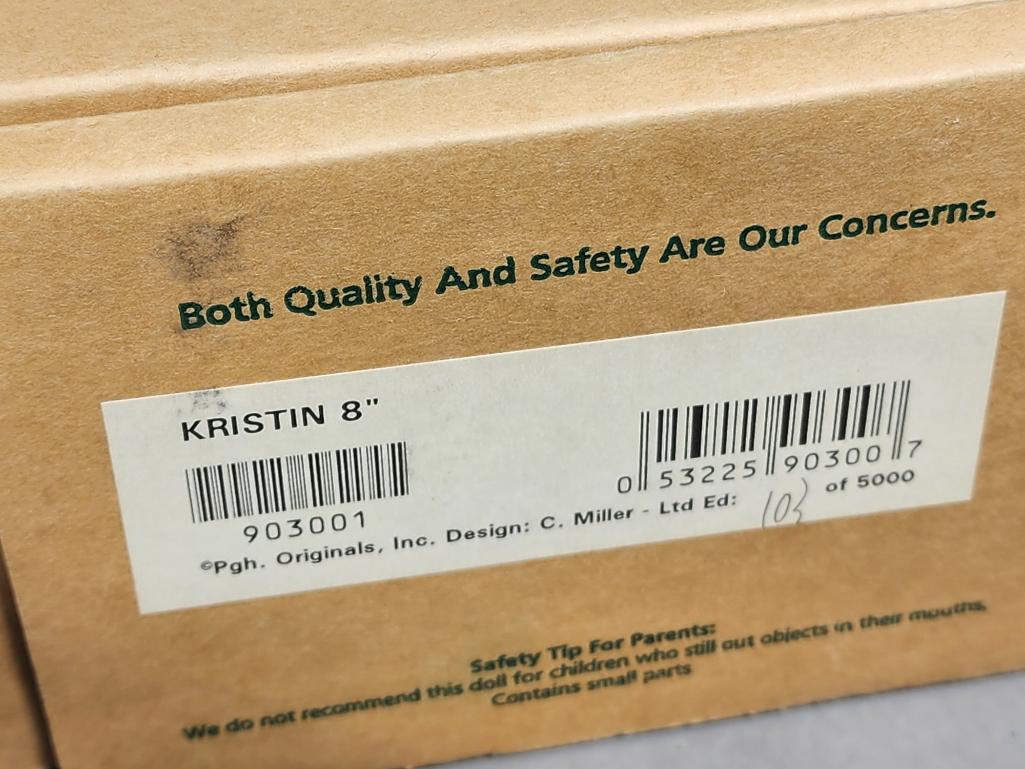 Both Quality And Safety Are Our Concerns.
KRISTIN 8"
903001
0 53225 90300 7
©Pgh. Originals, Inc. Design: C. Miller - Ltd Ed: 103 of 5000
Safety Tip For Parents:
We do not recommend this doll for children who still out objects in their mouths,
Contains small parts